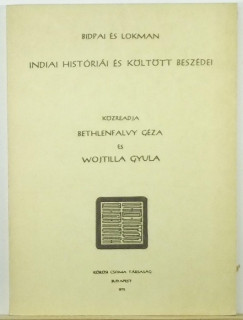 BIDPAI ÉS LOKMAN
INDIAI HISTÓRIÁI ÉS KÖLTÖTT BESZÉDEI
KÖZREADJA
BETHLENFALVY GÉZA
ÉS
WOJTILLA GYULA
KŐRÖSI CSOMA TÁRSASÁG
BUDAPEST